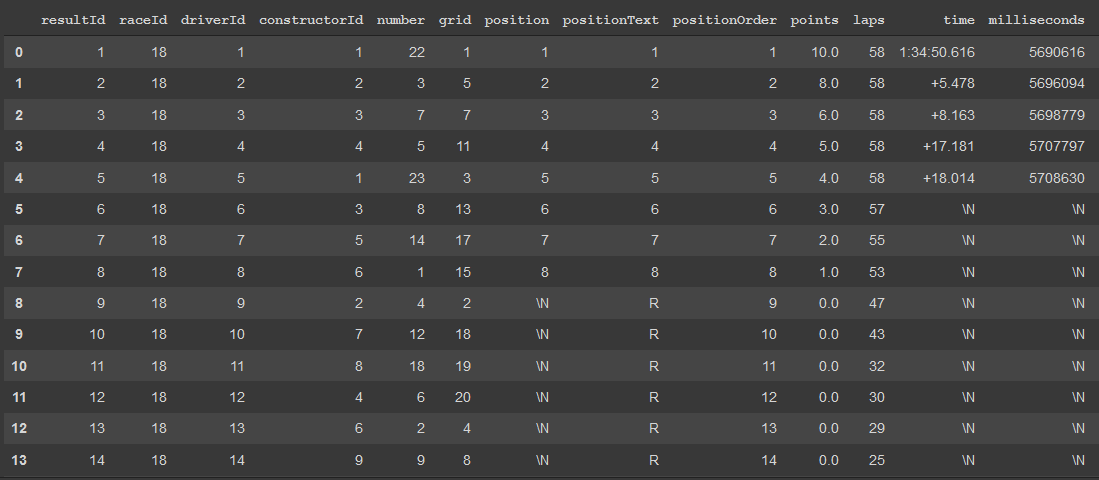 resultId raceId driverId constructorId number grid position positionText positionOrder points laps time milliseconds
0 1 18 1 1 22 1 1 1 1 10.0 58 1:34:50.616 5690616
1 2 18 2 2 3 5 2 2 2 8.0 58 +5.478 5696094
2 3 18 3 3 7 7 3 3 3 6.0 58 +8.163 5698779
3 4 18 4 4 5 11 4 4 4 5.0 58 +17.181 5707797
4 5 18 5 1 23 3 5 5 5 4.0 58 +18.014 5708630
5 6 18 6 3 8 13 6 6 6 3.0 57 \N \N
6 7 18 7 5 14 17 7 7 7 2.0 55 \N \N
7 8 18 8 6 1 15 8 8 8 1.0 53 \N \N
8 9 18 9 2 4 2 \N R 9 0.0 47 \N \N
9 10 18 10 7 12 18 \N R 10 0.0 43 \N \N
10 11 18 11 8 18 19 \N R 11 0.0 32 \N \N
11 12 18 12 4 6 20 \N R 12 0.0 30 \N \N
12 13 18 13 6 2 4 \N R 13 0.0 29 \N \N
13 14 18 14 9 9 8 \N R 14 0.0 25 \N \N